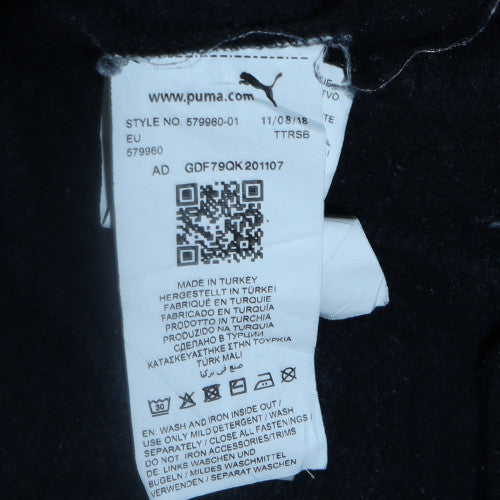 www.puma.com
STYLE NO. 579960-01 11/08/18
EU TTRSB
579960
AD GDF79QK201107
MADE IN TURKEY
HERGESTELLT IN TÜRKEI
FABRIQUÉ EN TURQUIE
FABRICADO EN TURQUÍA
PRODOTTO IN TURCHIA
PRODUZIDO NA TURQUIA
СДЕЛАНО В ТУРЦИИ
ΚΑΤΑΣΚΕΥΑΣΤΗΚΕ ΣΤΗΝ ΤΟΥΡΚΙΑ
TÜRK MALI
صنع في تركيا
30
EN: WASH AND IRON INSIDE OUT /
USE ONLY MILD DETERGENT / WASH
SEPARATELY / CLOSE ALL FASTENINGS /
DO NOT IRON ACCESSORIES/TRIMS
DE: LINKS WASCHEN UND
BÜGELN / MILDES WASCHMITTEL
VERWENDEN / SEPARAT WASCHEN /